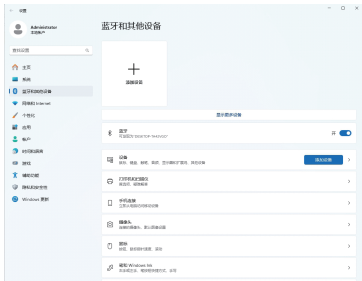 设置
Administrator
本地帐户
查找设置
主页
系统
蓝牙和其他设备
网络和 Internet
个性化
应用
帐户
时间和语言
游戏
辅助功能
隐私和安全性
Windows 更新
蓝牙和其他设备
添加设备
显示更多设备
蓝牙
开
设备
添加设备
打印机和扫描仪
手机连接
摄像头
鼠标
笔和 Windows Ink